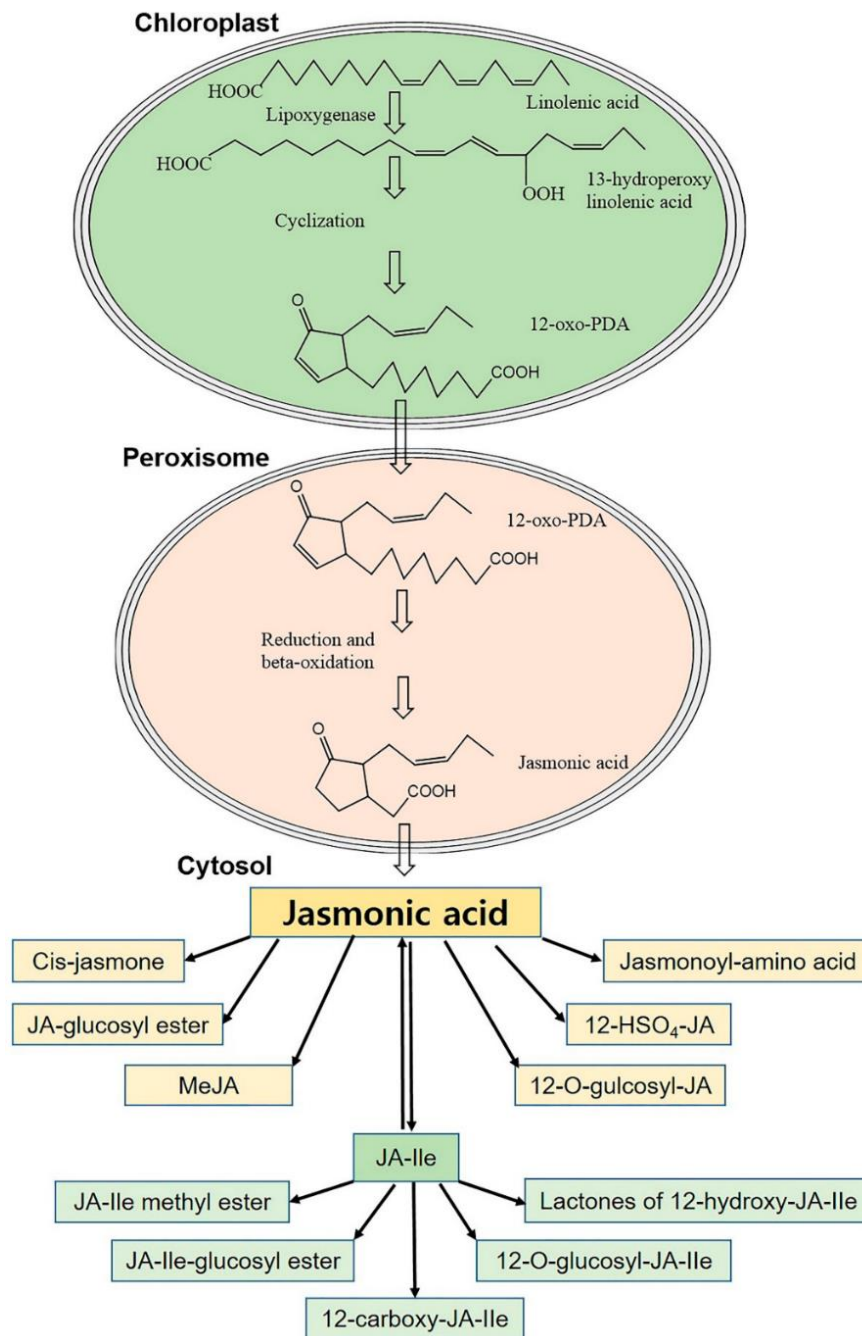 Chloroplast
HOOC
Linolenic acid
Lipoxygenase
HOOC
OOH
13-hydroperoxy
linolenic acid
Cyclization
O
12-oxo-PDA
COOH
Peroxisome
O
12-oxo-PDA
COOH
Reduction and
beta-oxidation
O
Jasmonic acid
COOH
Cytosol
Jasmonic acid
Cis-jasmone
Jasmonoyl-amino acid
JA-glucosyl ester
12-HSO₄-JA
MeJA
12-O-gulcosyl-JA
JA-Ile
JA-Ile methyl ester
Lactones of 12-hydroxy-JA-IIe
JA-Ile-glucosyl ester
12-O-glucosyl-JA-IIe
12-carboxy-JA-IIe